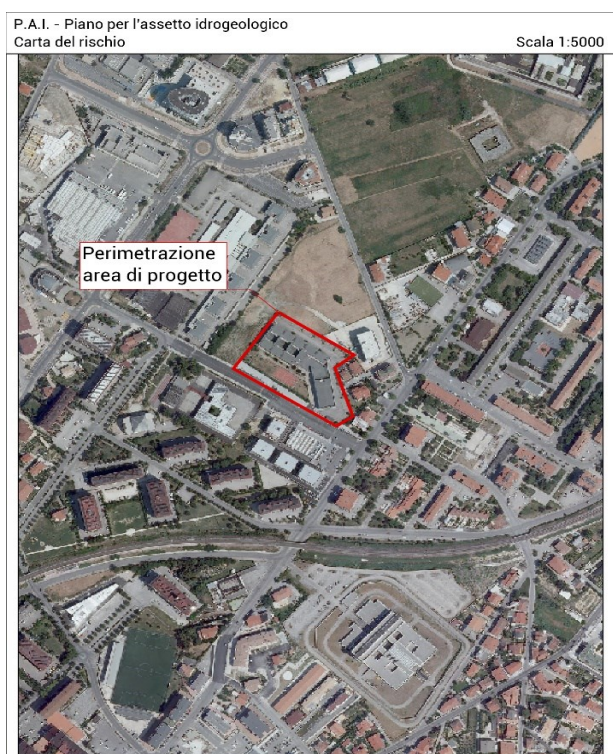 P.A.I. - Piano per l'assetto idrogeologico
Carta del rischio
Scala 1:5000
Perimetrazione
area di progetto